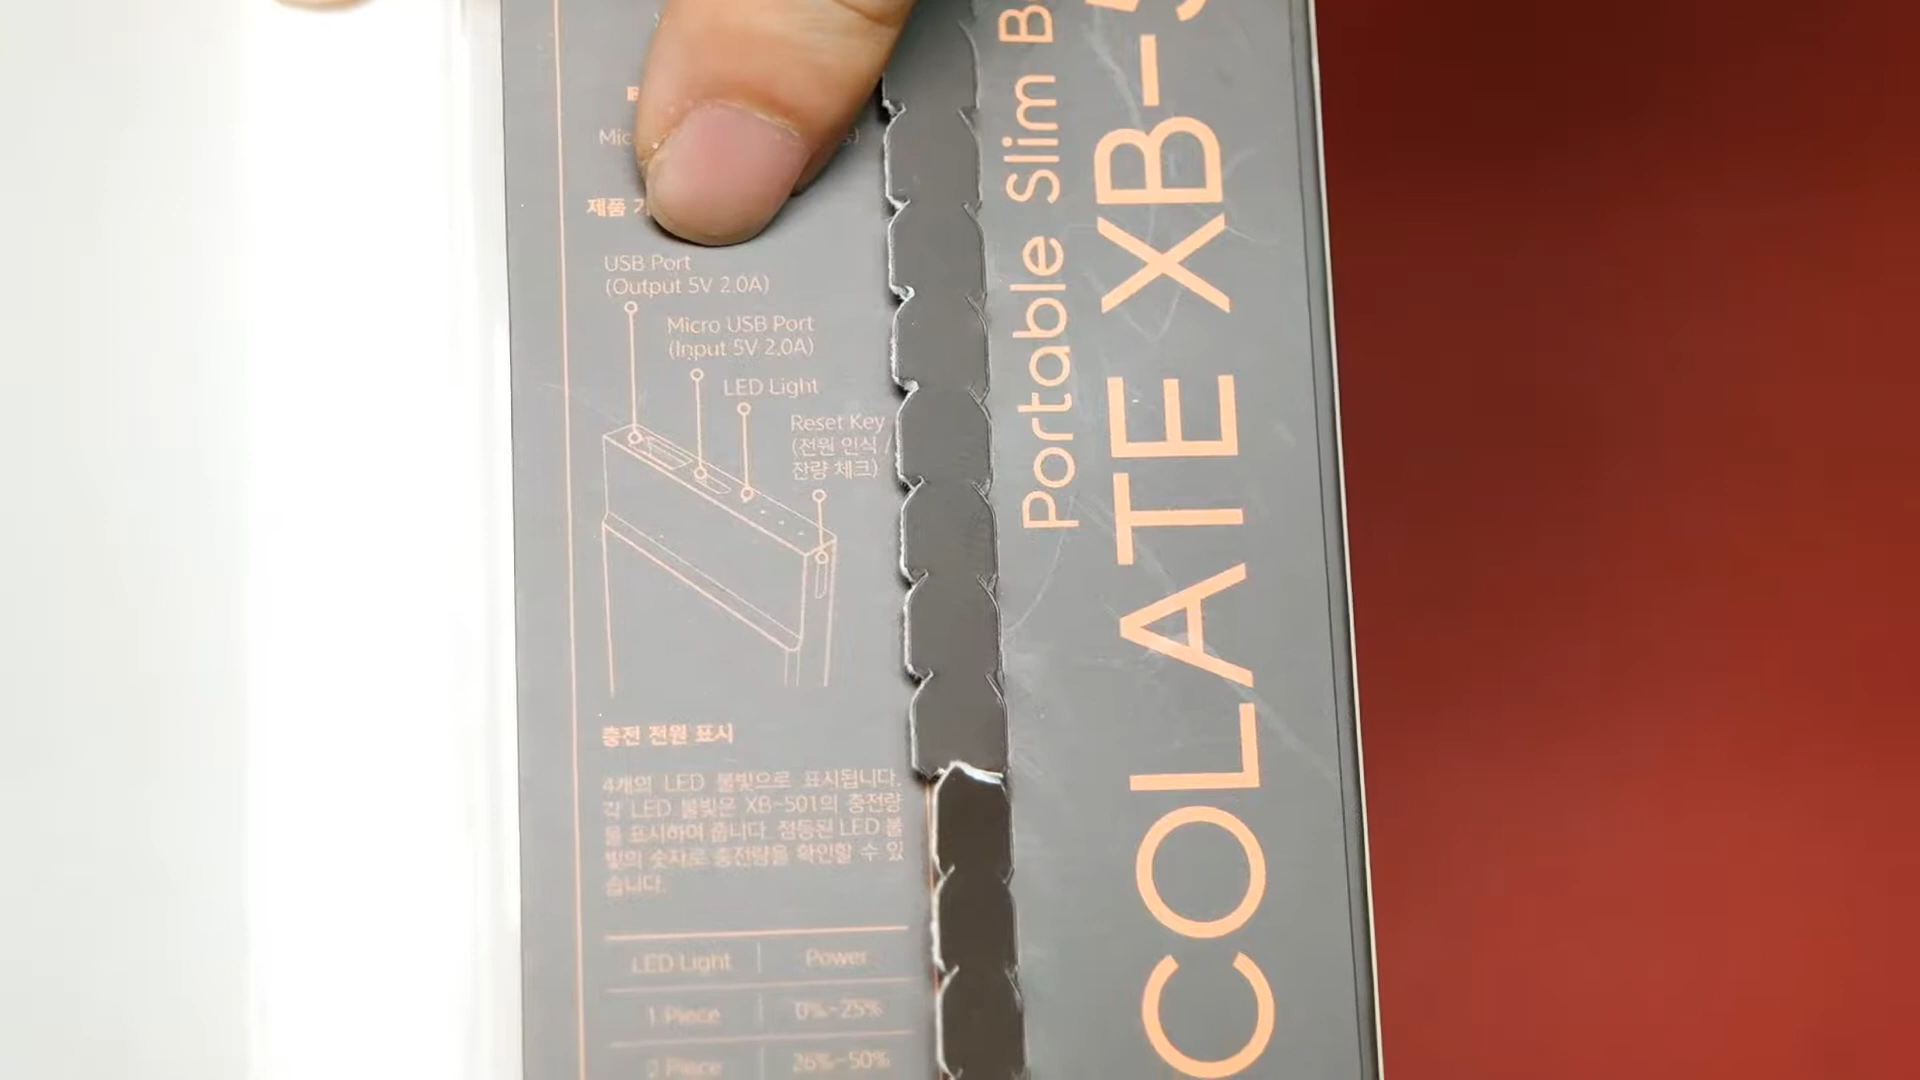 제품
USB Port
(Output 5V 2.0A)
Micro USB Port
(Input 5V 2.0A)
LED Light
Reset Key
(전원 인식 /
잔량 체크)
충전 전원 표시
4개의 LED 불빛으로 표시됩니다.
각 LED 불빛은 XB-501의 충전량
을 표시하여 줍니다. 점등된 LED 불
빛의 숫자로 충전량을 확인할 수 있
습니다.
LED Light Power
1 Piece 0%~25%
2 Piece 26%~50%
Portable Slim
COLATE XB-